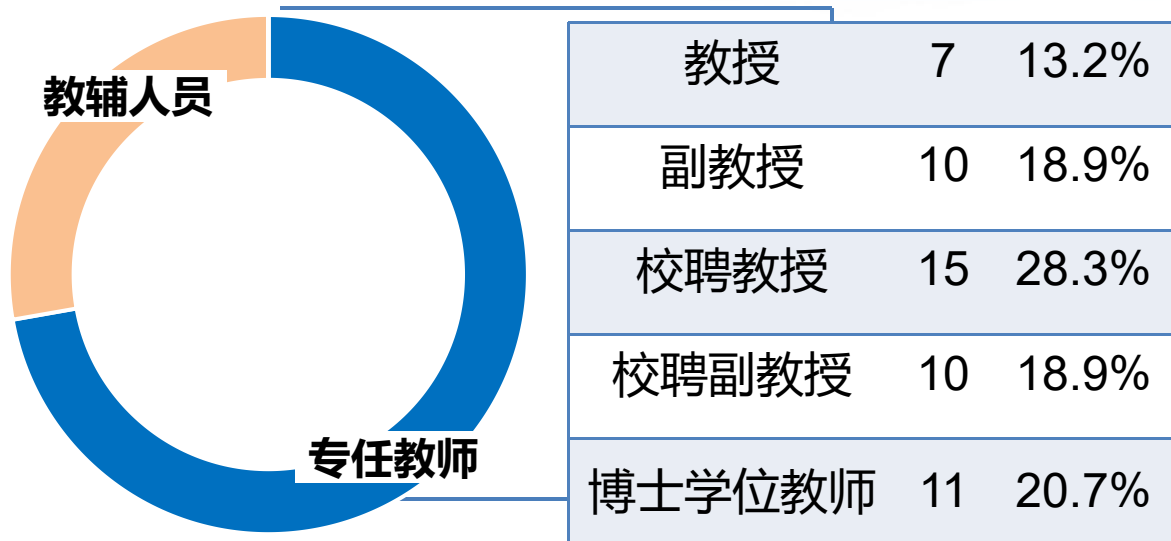 教辅人员
专任教师
教授 7 13.2%
副教授 10 18.9%
校聘教授 15 28.3%
校聘副教授 10 18.9%
博士学位教师 11 20.7%